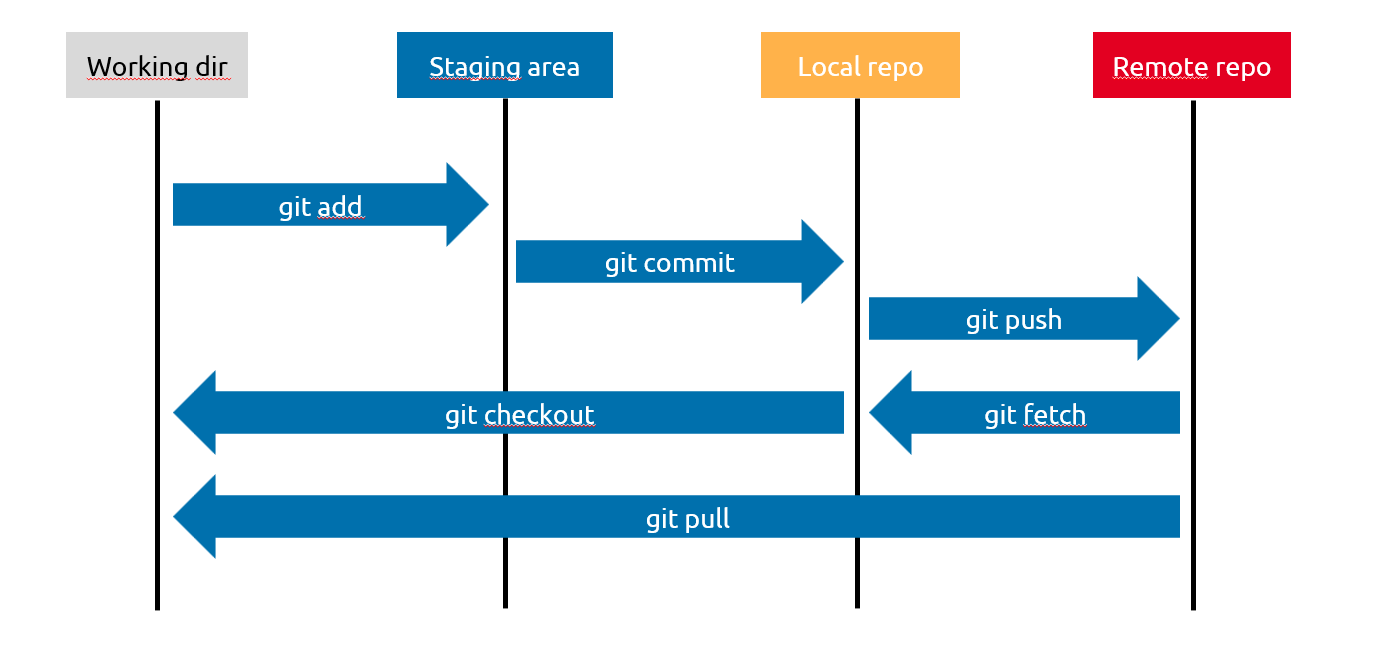 Working dir
Staging area
Local repo
Remote repo
git add
git commit
git push
git checkout
git fetch
git pull